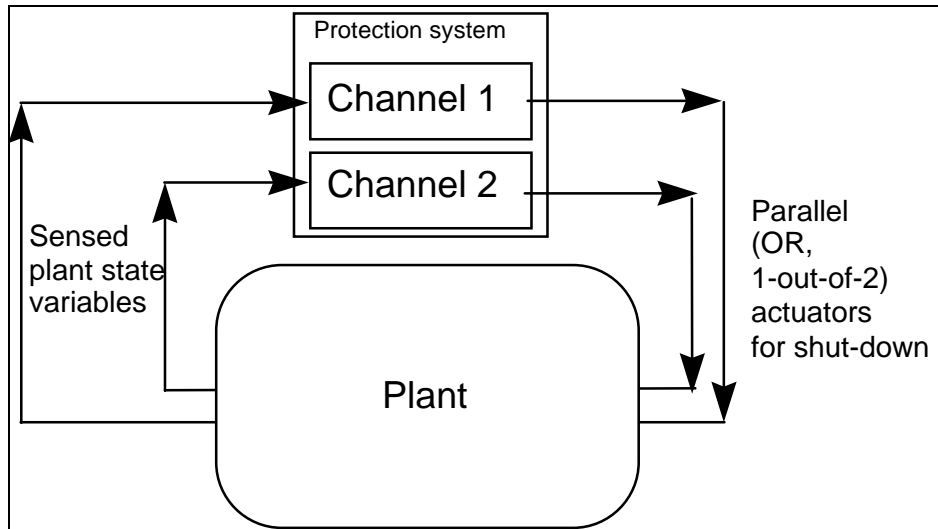 Protection system
Channel 1
Channel 2
Sensed
plant state
variables
Parallel
(OR,
1-out-of-2)
actuators
for shut-down
Plant